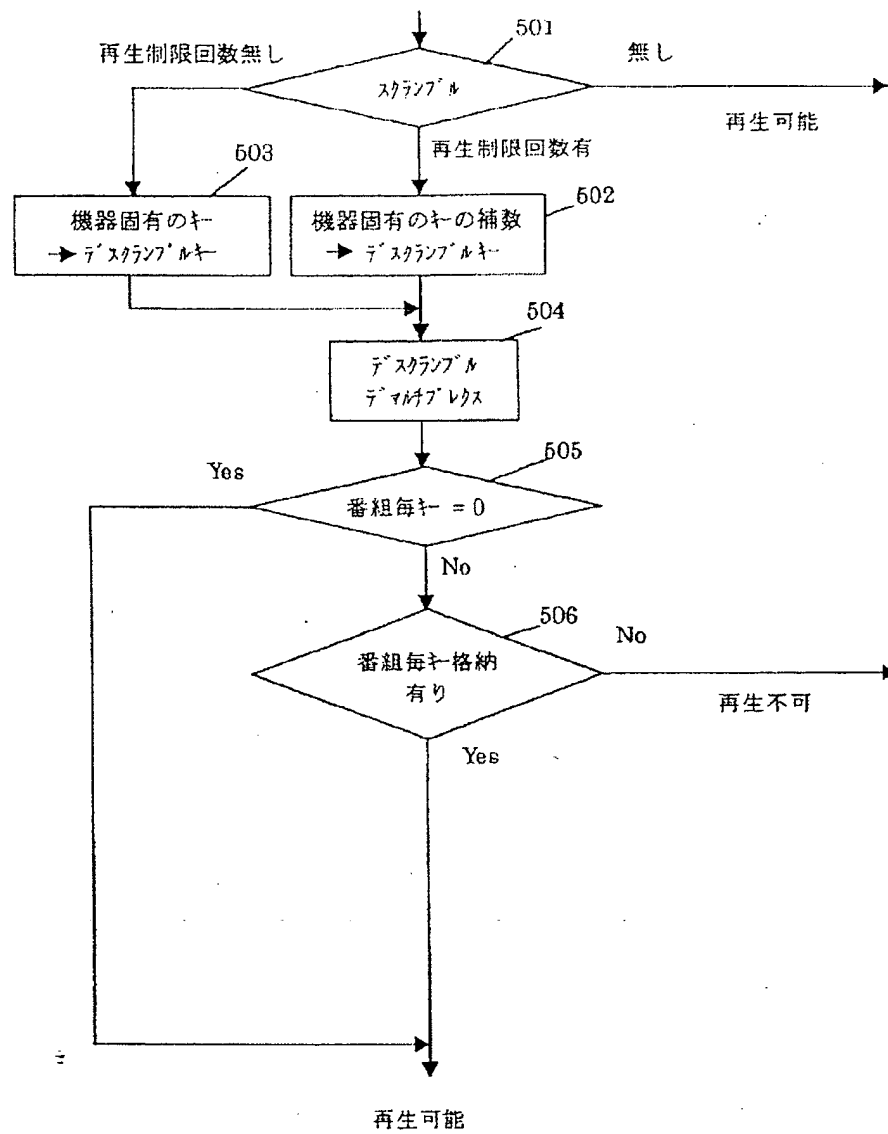 501
再生制限回数無し
無し
スクランブル
再生可能
再生制限回数有
503
502
機器固有のキー
→ デスクランブルキー
機器固有のキーの補数
→ デスクランブルキー
504
デスクランブル
デマルチプレクス
505
Yes
番組毎キー = 0
No
506
No
番組毎キー格納
有り
再生不可
Yes
再生可能